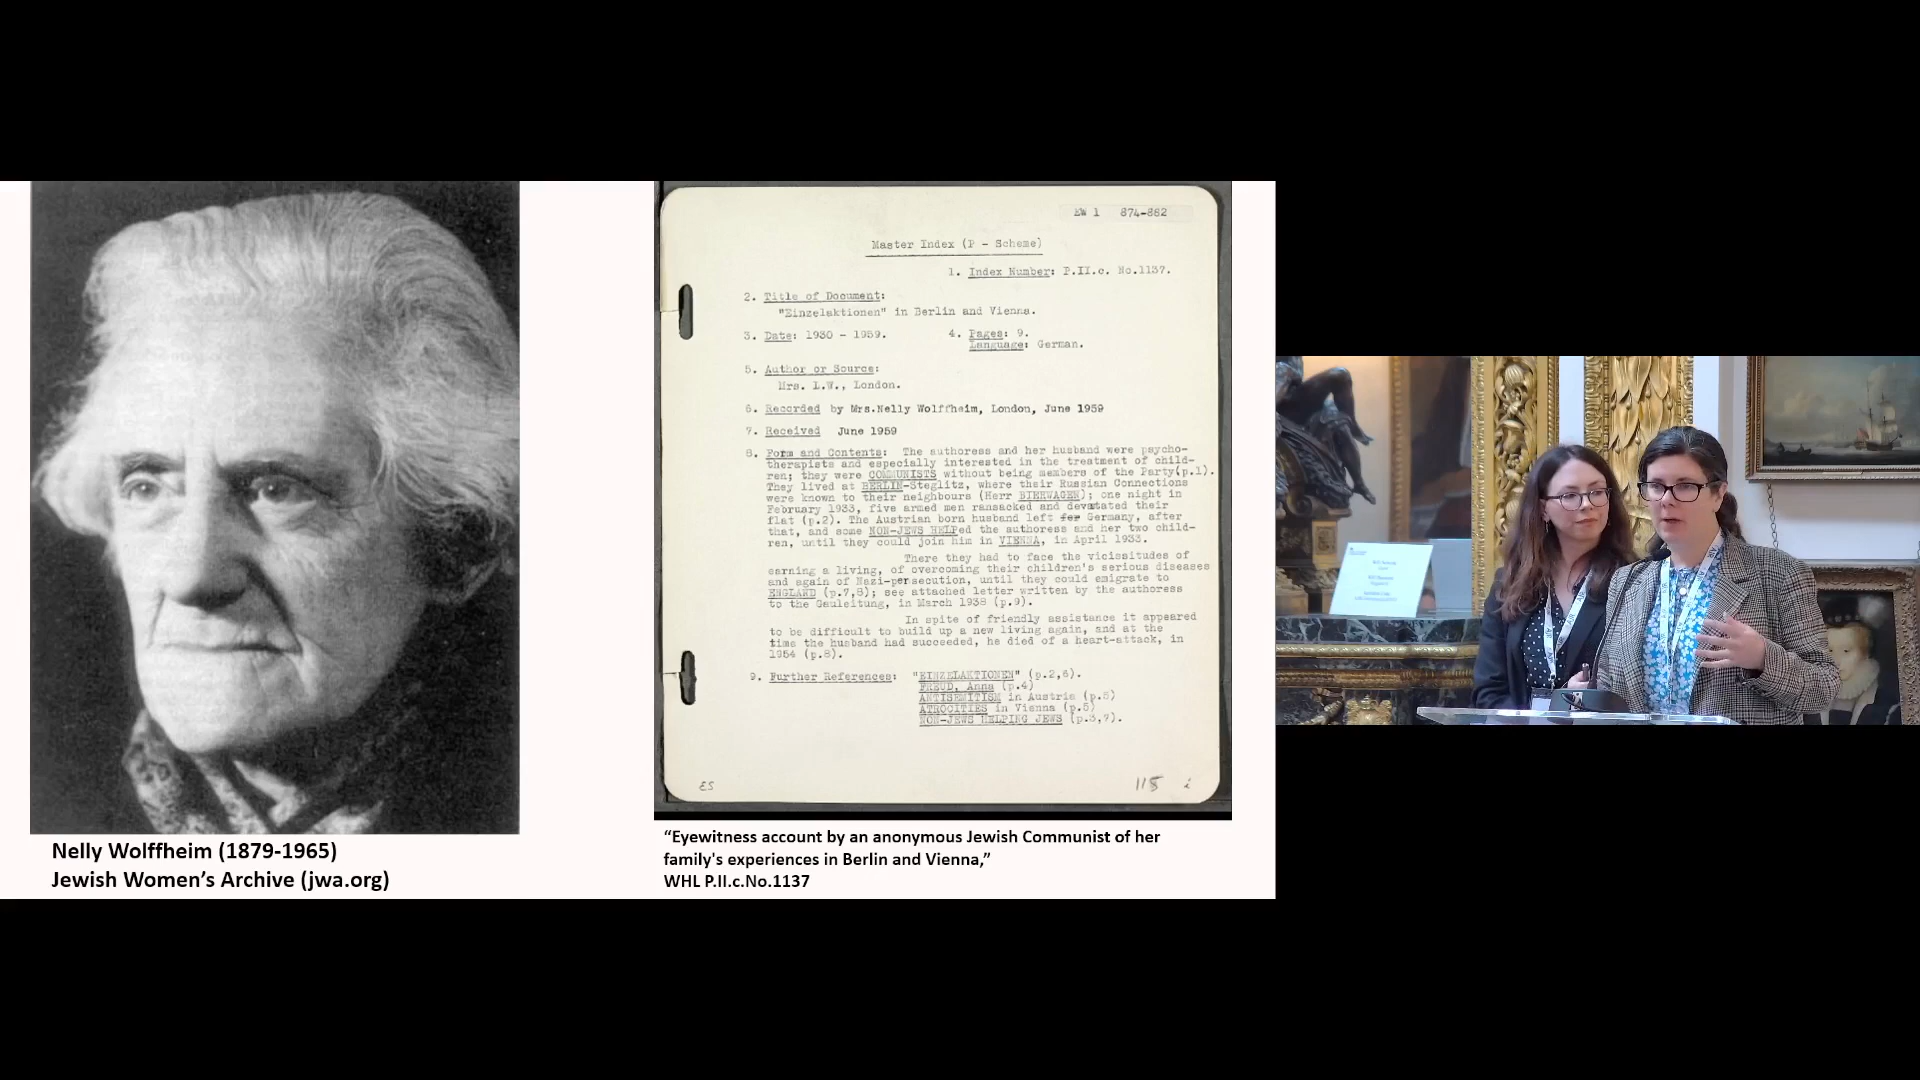 EW 1 874-882
Master Index (P - Scheme)
1. Index Number: P.II.c. No.1137.
2. Title of Document:
"Einzelaktionen" in Berlin and Vienna.
3. Date: 1930 - 1959.
4. Pages: 9.
Language: German.
5. Author or Source:
Mrs. L.W., London.
6. Recorded by Mrs.Nelly Wolffheim, London, June 1959
7. Received June 1959
8. Form and Contents: The authoress and her husband were psycho-
therapists and especially interested in the treatment of child-
ren; they were COMMUNISTS without being members of the Party(p.1).
They lived at BERLIN-Steglitz, where their Russian Connections
were known to their neighbours (Herr BIERWAGEN); one night in
February 1933, five armed men ransacked and devastated their
flat (p.2). The Austrian born husband left for Germany, after
that, and some NON-JEWS HELPed the authoress and her two child-
ren, until they could join him in VIENNA, in April 1933.
There they had to face the vicissitudes of
earning a living, of overcoming their children's serious diseases
and again of Nazi-persecution, until they could emigrate to
ENGLAND (p.7,8); see attached letter written by the authoress
to the Gauleitung, in March 1938 (p.9).
In spite of friendly assistance it appeared
to be difficult to build up a new living again, and at the
time the husband had succeeded, he died of a heart-attack, in
1954 (p.8).
9. Further References: "EINZELAKTIONEN" (p.2,6).
FREUD, Anna (p.4)
ANTISEMITISM in Austria (p.5)
ATROCITIES in Vienna (p.5)
NON-JEWS HELPING JEWS (p.3,7).
ES
Nelly Wolffheim (1879-1965)
Jewish Women's Archive (jwa.org)
“Eyewitness account by an anonymous Jewish Communist of her
family's experiences in Berlin and Vienna,”
WHL P.II.c.No.1137